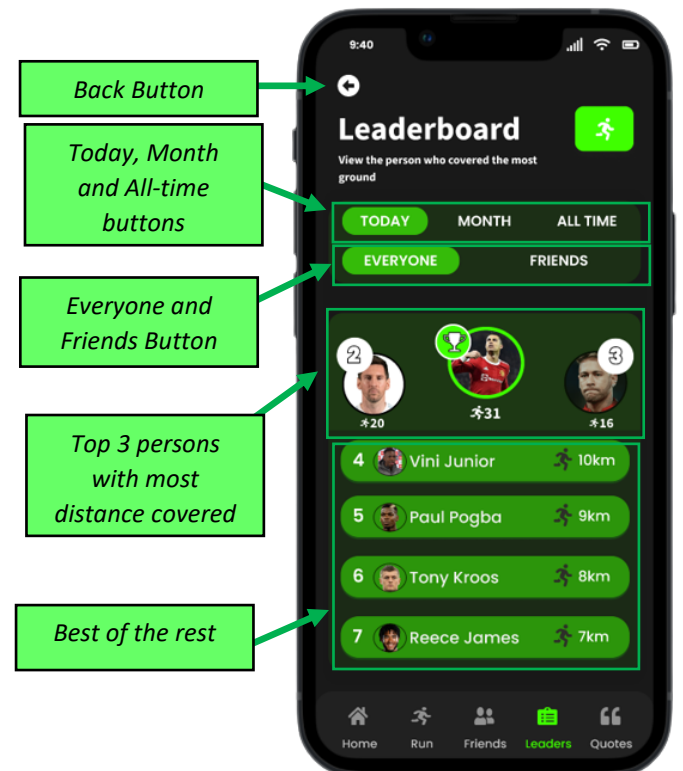 9:40
Back Button
Leaderboard
View the person who covered the most
ground
Today, Month
and All-time
buttons
TODAY MONTH ALL TIME
EVERYONE FRIENDS
Everyone and
Friends Button
2
3
20
31
16
Top 3 persons
with most
distance covered
4 Vini Junior 10km
5 Paul Pogba 9km
6 Tony Kroos 8km
Best of the rest
7 Reece James 7km
Home Run Friends Leaders Quotes